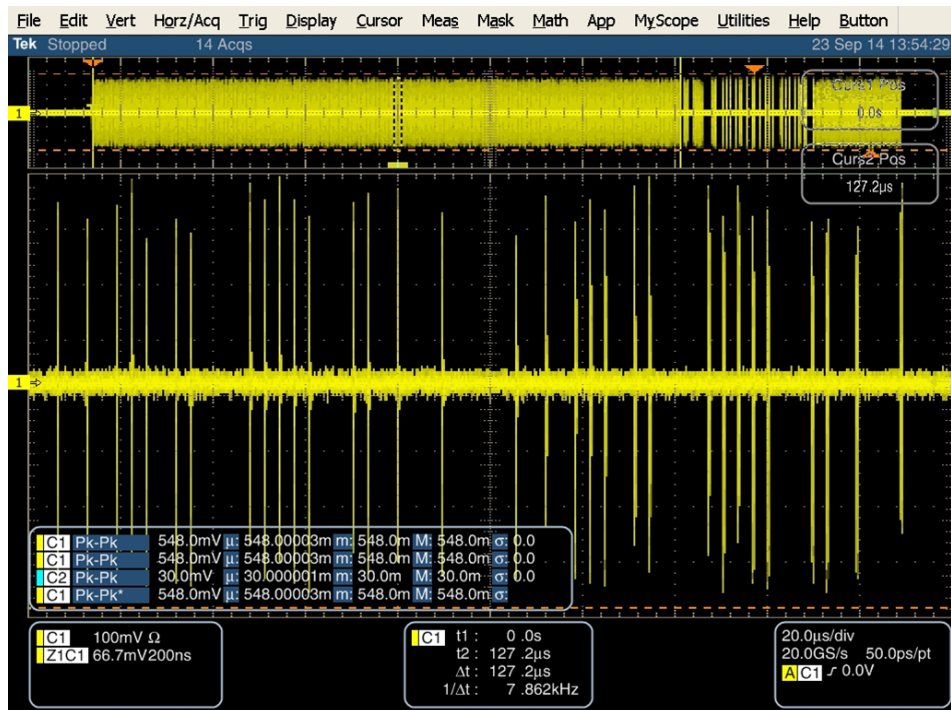 File Edit Vert Horz/Acq Trig Display Cursor Meas Mask Math App MyScope Utilities Help Button
Tek Stopped 14 Acqs 23 Sep 14 13:54:29
Curs1 Pos
1
0.0s
Curs2 Pos
127.2µs
1
C1 Pk-Pk 548.0mV µ: 548.00003m m: 548.0m M: 548.0m σ: 0.0
C1 Pk-Pk 548.0mV µ: 548.00003m m: 548.0m M: 548.0m σ: 0.0
C2 Pk-Pk 30.0mV µ: 30.000001m m: 30.0m M: 30.0m σ: 0.0
C1 Pk-Pk* 548.0mV µ: 548.00003m m: 548.0m M: 548.0m σ:
C1 100mV Ω
Z1C1 66.7mV200ns
C1 t1 : 0 .0s
t2 : 127 .2µs
Δt : 127 .2µs
1/Δt : 7 .862kHz
20.0µs/div
20.0GS/s 50.0ps/pt
A C1 0.0V